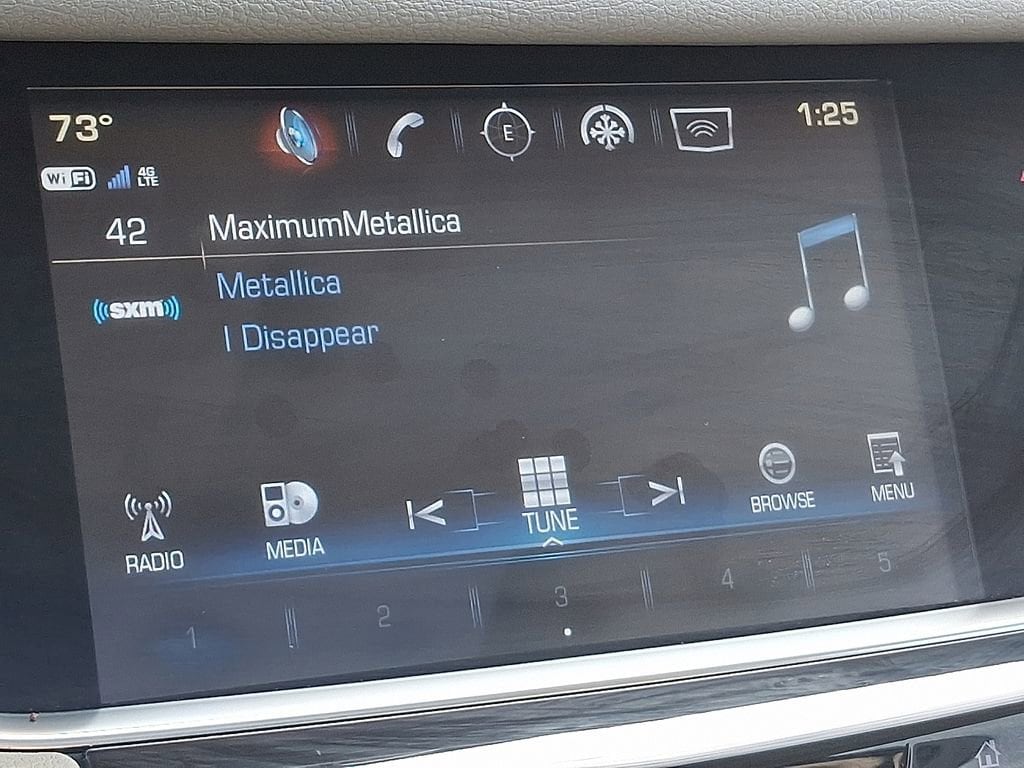 73°
1:25
E
WiFi
4G
LTE
42
MaximumMetallica
sxm
Metallica
I Disappear
RADIO
MEDIA
TUNE
BROWSE
MENU
1
2
3
4
5